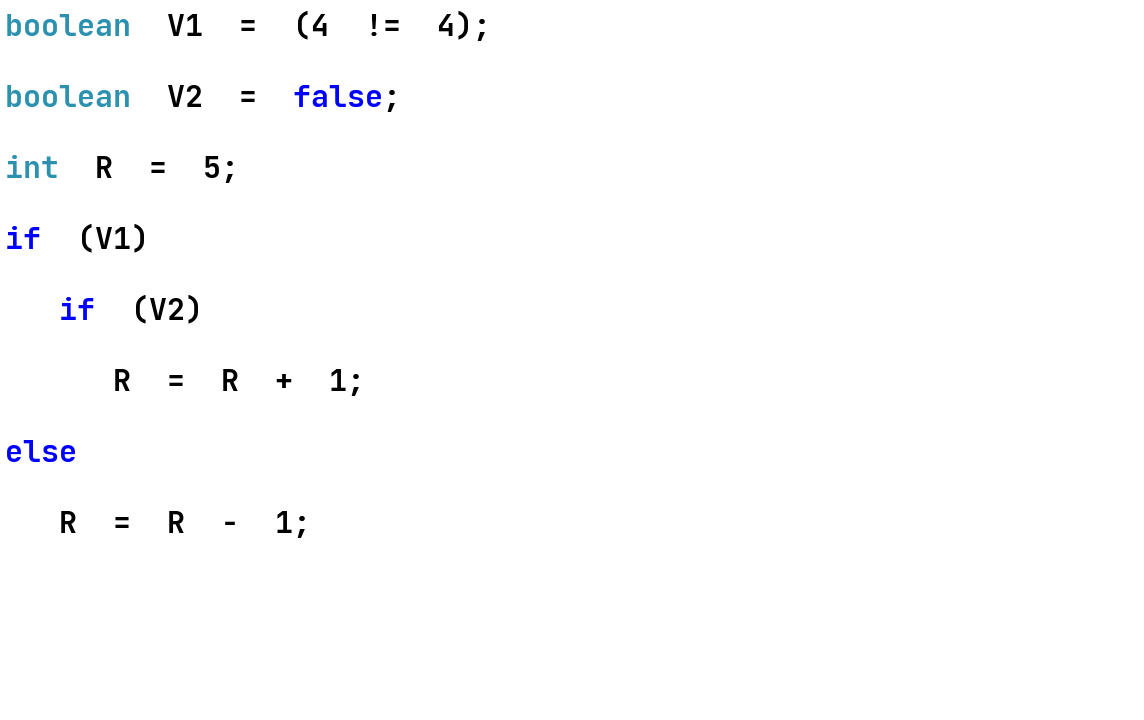 boolean  V1  =  (4  !=  4);
boolean  V2  =  false;
int  R  =  5;
if  (V1)
   if  (V2)
      R  =  R  +  1;
else
   R  =  R  -  1;